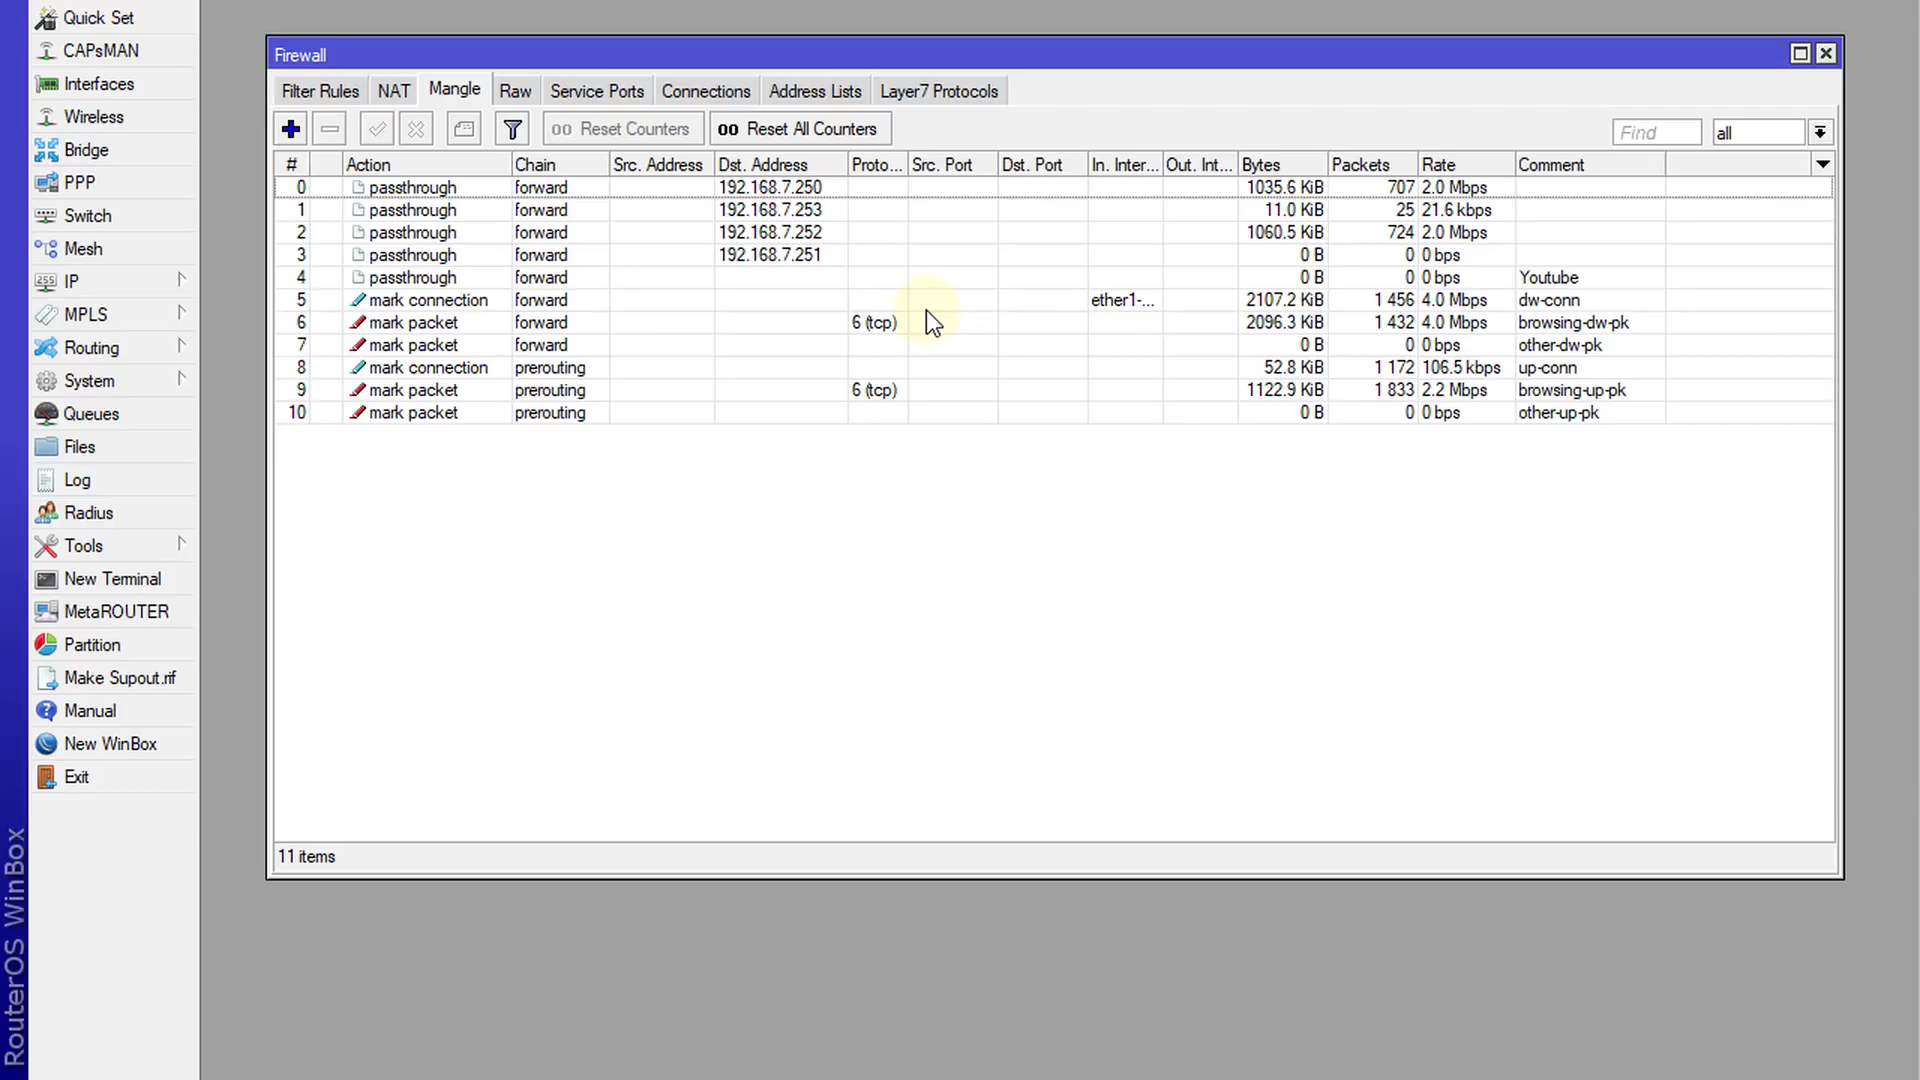 Quick Set
CAPsMAN
Interfaces
Wireless
Bridge
PPP
Switch
Mesh
255 IP
MPLS
Routing
System
Queues
Files
Log
Radius
Tools
New Terminal
MetaROUTER
Partition
Make Supout.rif
Manual
New WinBox
Exit
RouterOS WinBox
Firewall
Filter Rules NAT Mangle Raw Service Ports Connections Address Lists Layer7 Protocols
00 Reset Counters 00 Reset All Counters Find all
# Action Chain Src. Address Dst. Address Proto... Src. Port Dst. Port In. Inter... Out. Int... Bytes Packets Rate Comment
0 passthrough forward 192.168.7.250 1035.6 KiB 707 2.0 Mbps
1 passthrough forward 192.168.7.253 11.0 KiB 25 21.6 kbps
2 passthrough forward 192.168.7.252 1060.5 KiB 724 2.0 Mbps
3 passthrough forward 192.168.7.251 0 B 0 0 bps
4 passthrough forward 0 B 0 0 bps Youtube
5 mark connection forward ether1-... 2107.2 KiB 1 456 4.0 Mbps dw-conn
6 mark packet forward 6 (tcp) 2096.3 KiB 1 432 4.0 Mbps browsing-dw-pk
7 mark packet forward 0 B 0 0 bps other-dw-pk
8 mark connection prerouting 52.8 KiB 1 172 106.5 kbps up-conn
9 mark packet prerouting 6 (tcp) 1122.9 KiB 1 833 2.2 Mbps browsing-up-pk
10 mark packet prerouting 0 B 0 0 bps other-up-pk
11 items